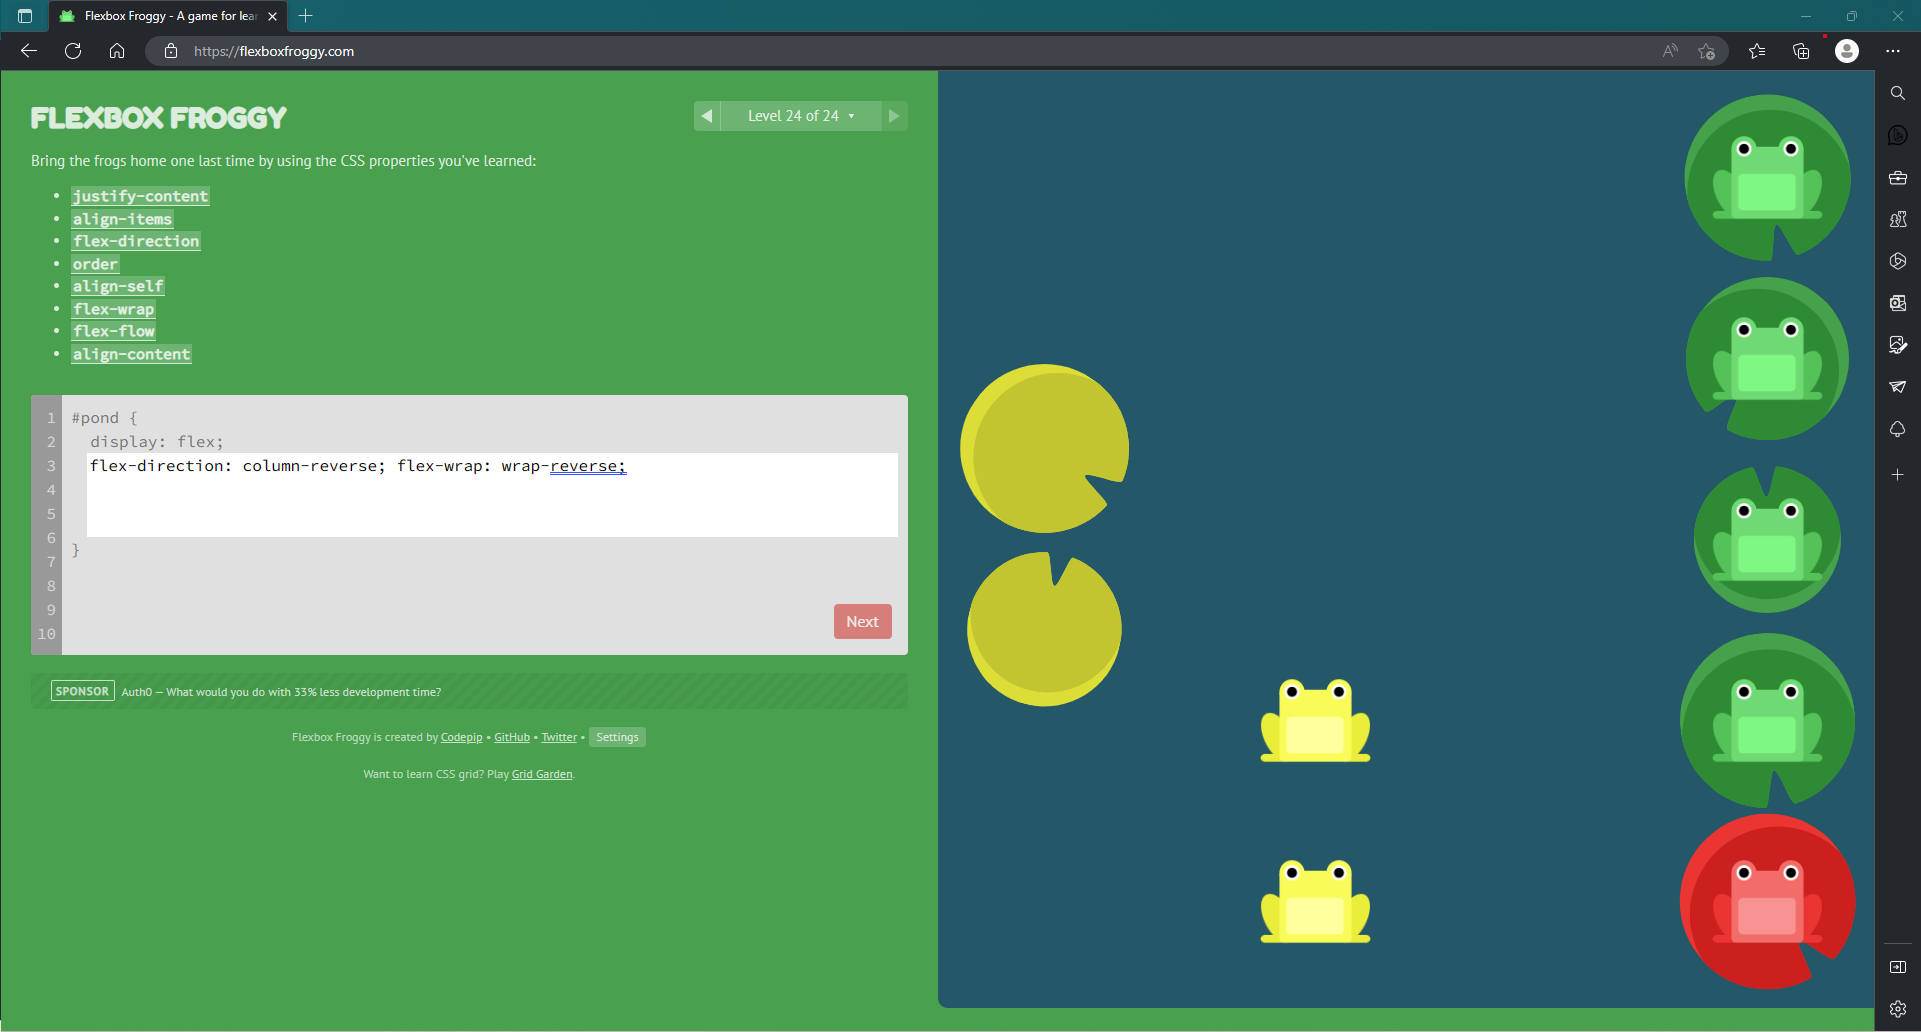 Flexbox Froggy - A game for lear
https://flexboxfroggy.com
FLEXBOX FROGGY
Level 24 of 24
Bring the frogs home one last time by using the CSS properties you've learned:
justify-content
align-items
flex-direction
order
align-self
flex-wrap
flex-flow
align-content
1 #pond {
2 display: flex;
3 flex-direction: column-reverse; flex-wrap: wrap-reverse;
4
5
6
}
7
8
9
10
Next
SPONSOR Auth0 — What would you do with 33% less development time?
Flexbox Froggy is created by Codepip • GitHub • Twitter • Settings
Want to learn CSS grid? Play Grid Garden.